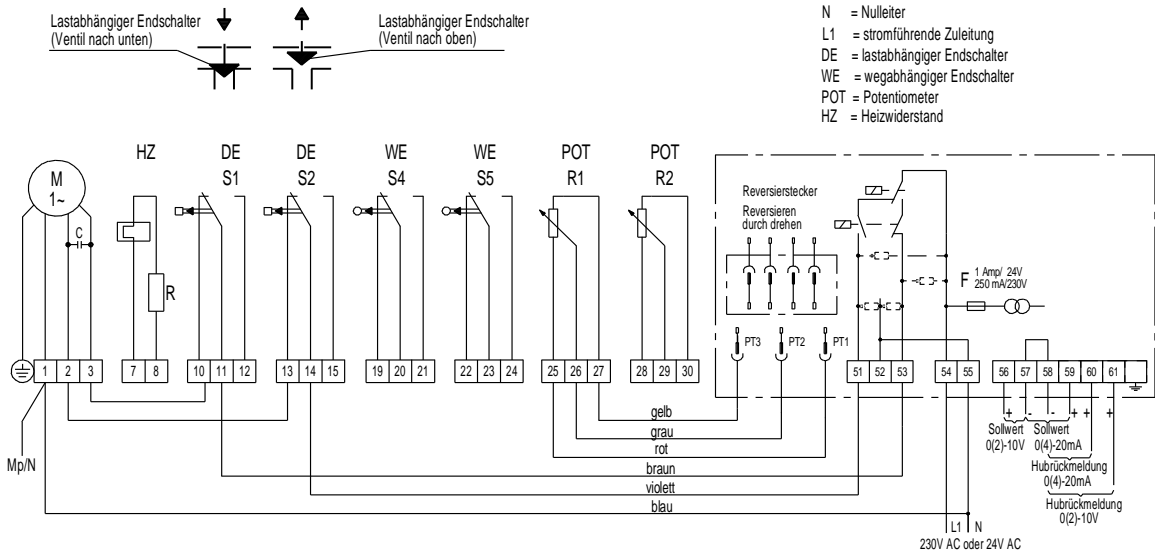 Lastabhängiger Endschalter
(Ventil nach unten)
Lastabhängiger Endschalter
(Ventil nach oben)
N = Nulleiter
L1 = stromführende Zuleitung
DE = lastabhängiger Endschalter
WE = wegabhängiger Endschalter
POT = Potentiometer
HZ = Heizwiderstand
HZ DE DE WE WE POT POT
S1 S2 S4 S5 R1 R2
M
1~
C
R
Reversierstecker
Reversieren
durch drehen
F 1 Amp/ 24V
250 mA/230V
PT3 PT2 PT1
1 2 3 7 8 10 11 12 13 14 15 19 20 21 22 23 24 25 26 27 28 29 30 51 52 53 54 55 56 57 58 59 60 61
+ - - + + +
Sollwert
0(2)-10V
Sollwert
0(4)-20mA
Hubrückmeldung
0(4)-20mA
Hubrückmeldung
0(2)-10V
gelb
grau
rot
braun
violett
blau
Mp/N
L1 N
230V AC oder 24V AC